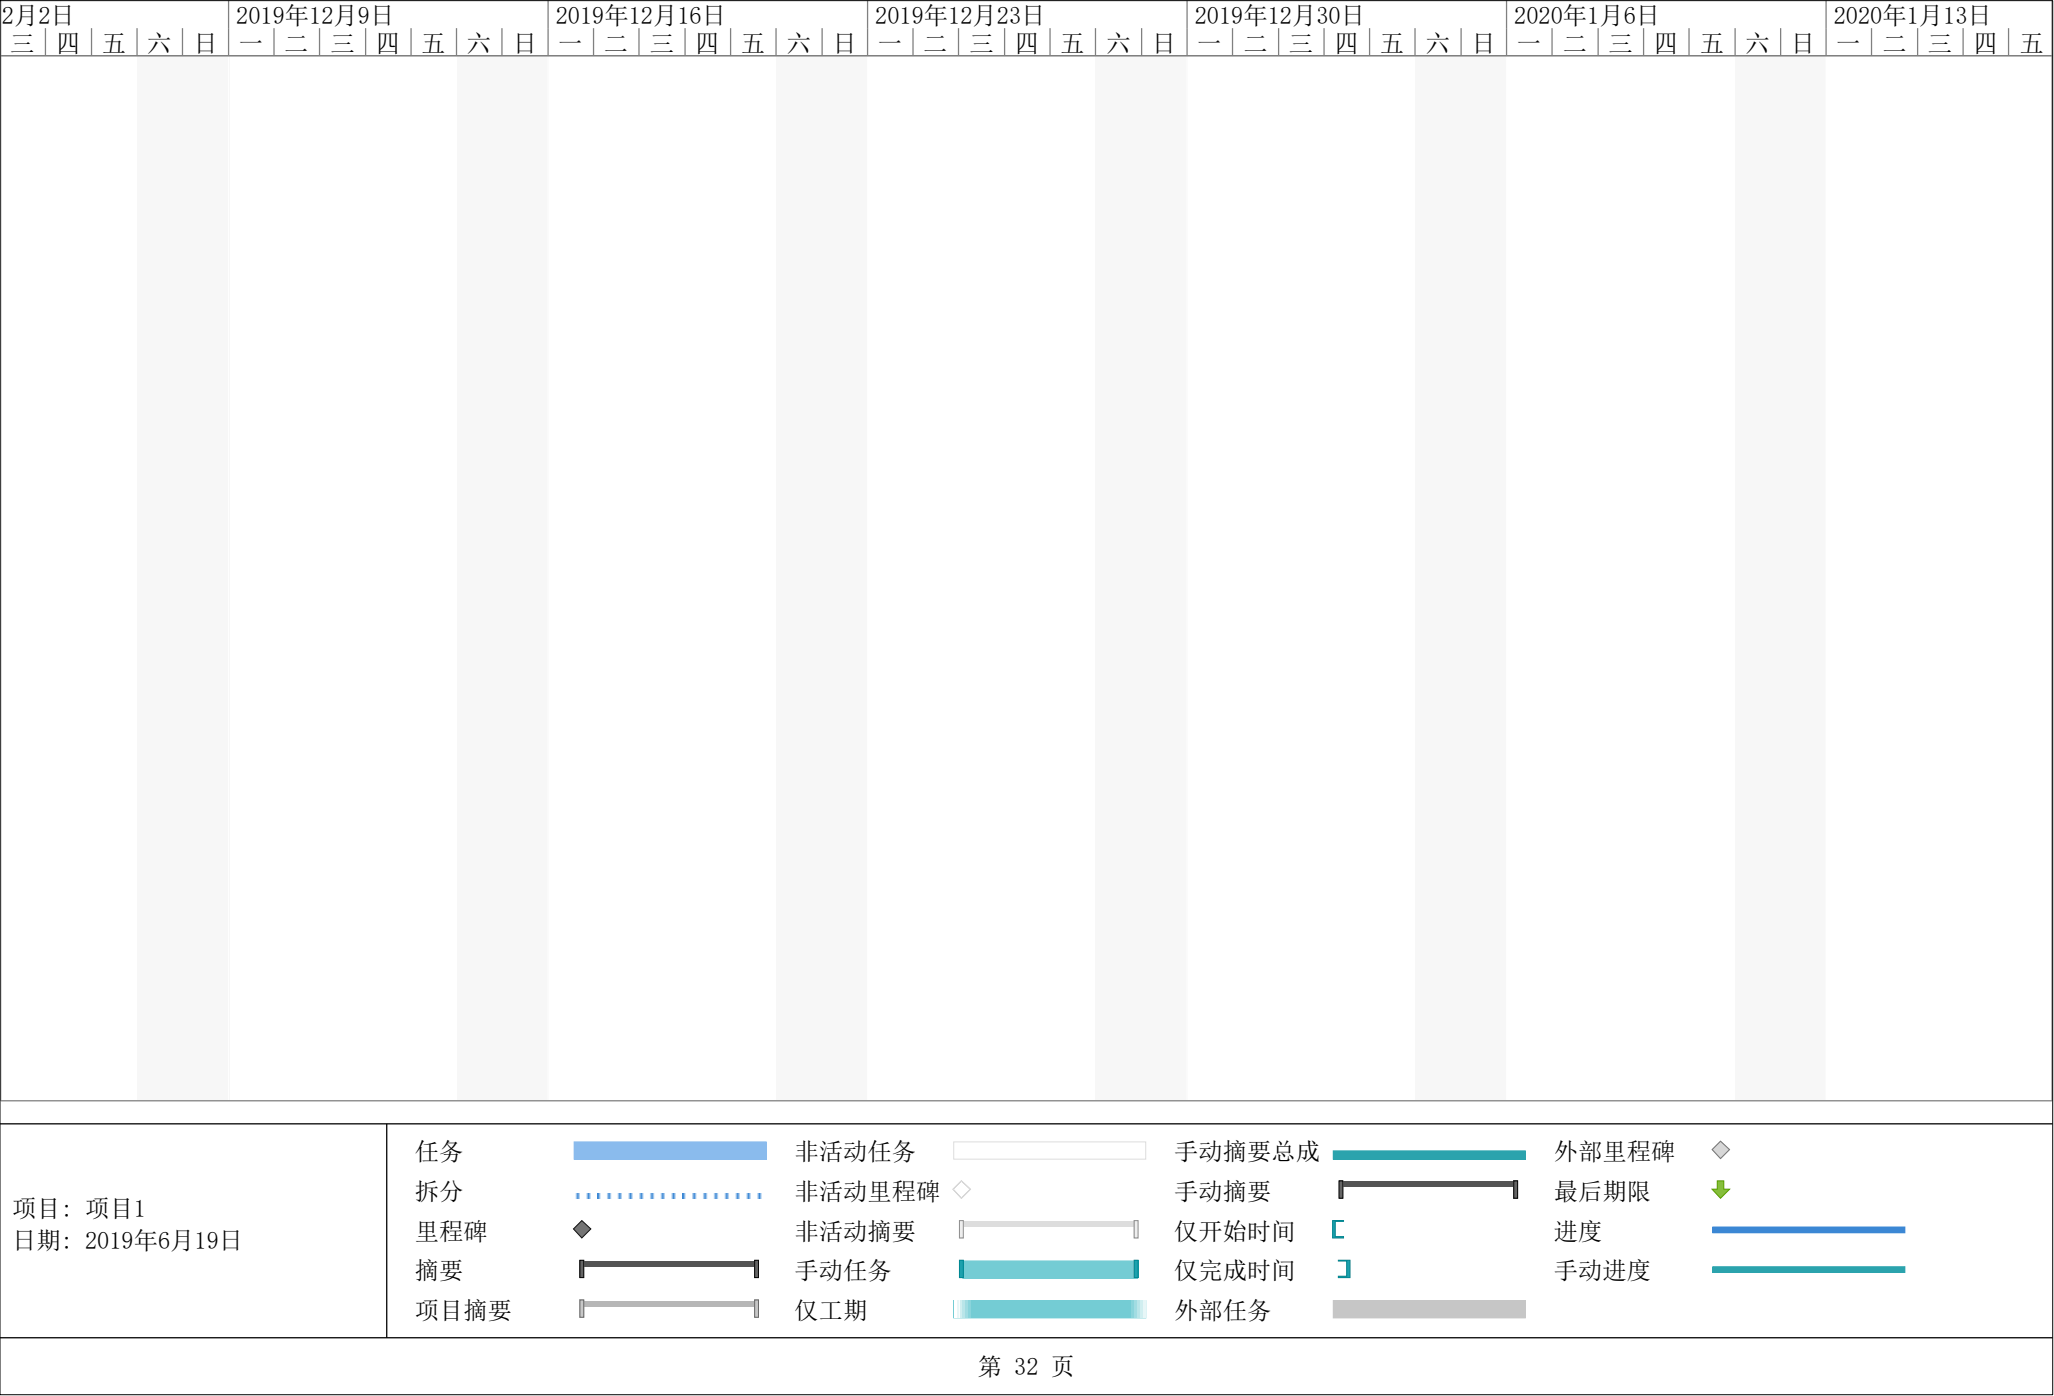 2月2日 2019年12月9日 2019年12月16日 2019年12月23日 2019年12月30日 2020年1月6日 2020年1月13日
三 四 五 六 日 一 二 三 四 五 六 日 一 二 三 四 五 六 日 一 二 三 四 五 六 日 一 二 三 四 五 六 日 一 二 三 四 五 六 日 一 二 三 四 五
项目: 项目1
日期: 2019年6月19日
任务 非活动任务 手动摘要总成 外部里程碑
拆分 非活动里程碑 手动摘要 最后期限
里程碑 非活动摘要 仅开始时间 进度
摘要 手动任务 仅完成时间 手动进度
项目摘要 仅工期 外部任务
第 32 页